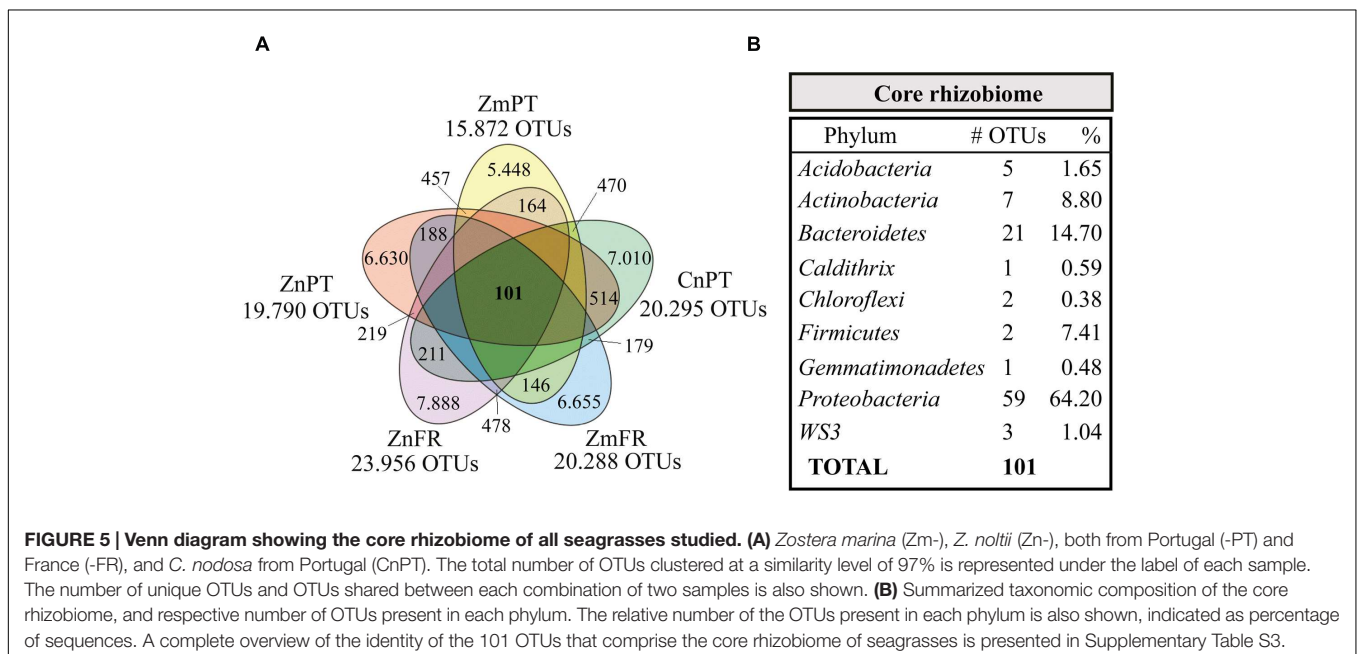 A
B
ZmPT
15.872 OTUs
5.448
457
164
470
188
6.630
7.010
101
514
CnPT
20.295 OTUs
ZnPT
19.790 OTUs
219
211
179
146
7.888
6.655
478
ZnFR
23.956 OTUs
ZmFR
20.288 OTUs
Core rhizobiome
Phylum # OTUs %
Acidobacteria 5 1.65
Actinobacteria 7 8.80
Bacteroidetes 21 14.70
Caldithrix 1 0.59
Chloroflexi 2 0.38
Firmicutes 2 7.41
Gemmatimonadetes 1 0.48
Proteobacteria 59 64.20
WS3 3 1.04
TOTAL 101
FIGURE 5 | Venn diagram showing the core rhizobiome of all seagrasses studied. (A) Zostera marina (Zm-), Z. noltii (Zn-), both from Portugal (-PT) and
France (-FR), and C. nodosa from Portugal (CnPT). The total number of OTUs clustered at a similarity level of 97% is represented under the label of each sample.
The number of unique OTUs and OTUs shared between each combination of two samples is also shown. (B) Summarized taxonomic composition of the core
rhizobiome, and respective number of OTUs present in each phylum. The relative number of the OTUs present in each phylum is also shown, indicated as percentage
of sequences. A complete overview of the identity of the 101 OTUs that comprise the core rhizobiome of seagrasses is presented in Supplementary Table S3.